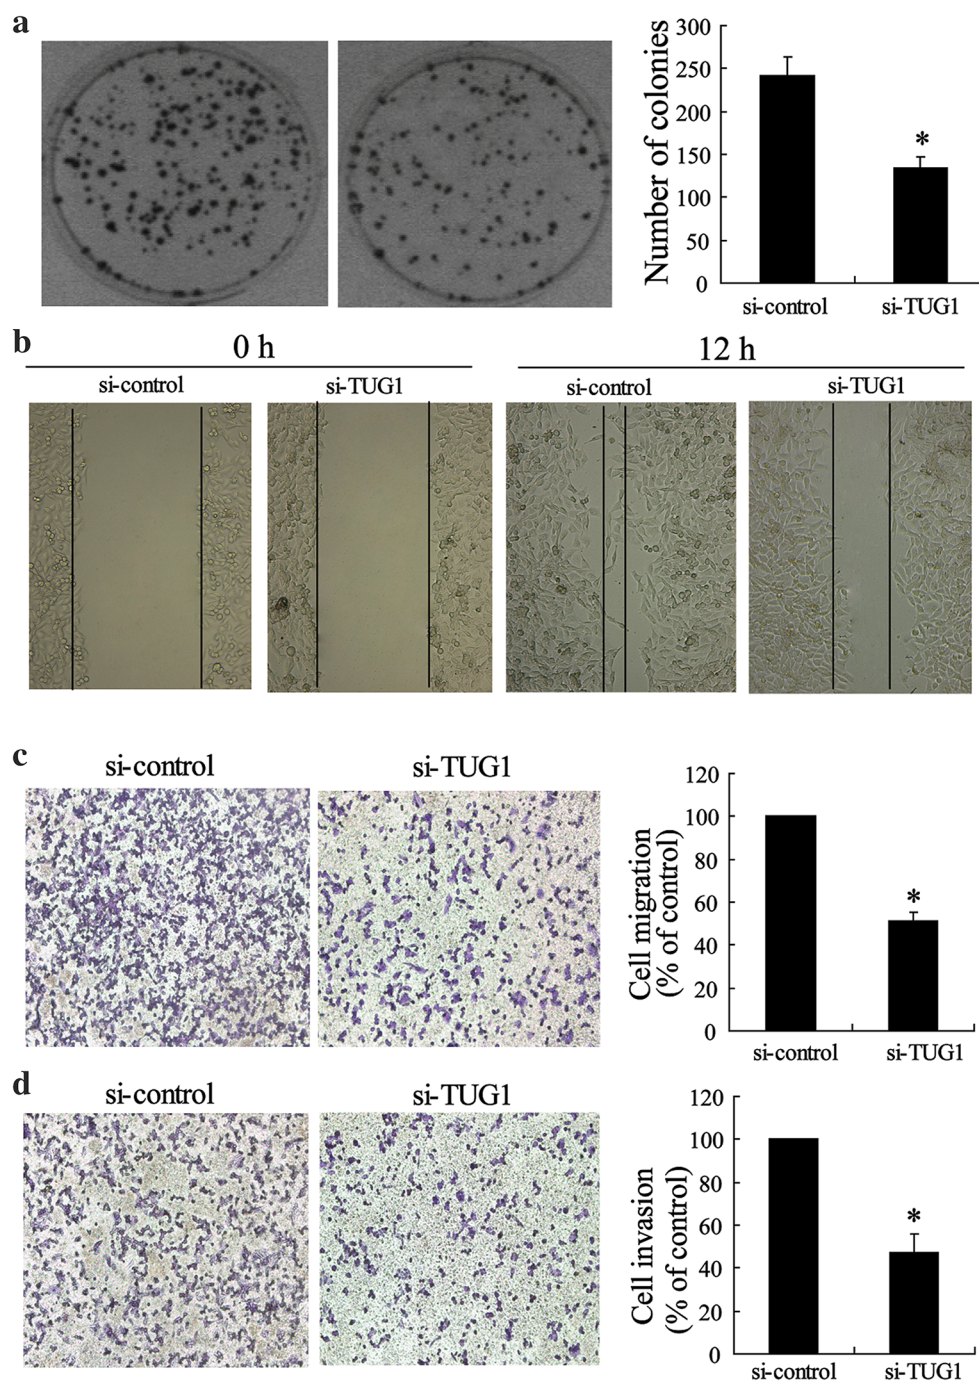 a
Number of colonies
300
250
200
150
100
50
0
*
si-control
si-TUG1
b
0 h
12 h
si-control
si-TUG1
si-control
si-TUG1
c
si-control
si-TUG1
Cell migration
(% of control)
120
100
80
60
40
20
0
*
si-control
si-TUG1
d
si-control
si-TUG1
Cell invasion
(% of control)
120
100
80
60
40
20
0
*
si-control
si-TUG1